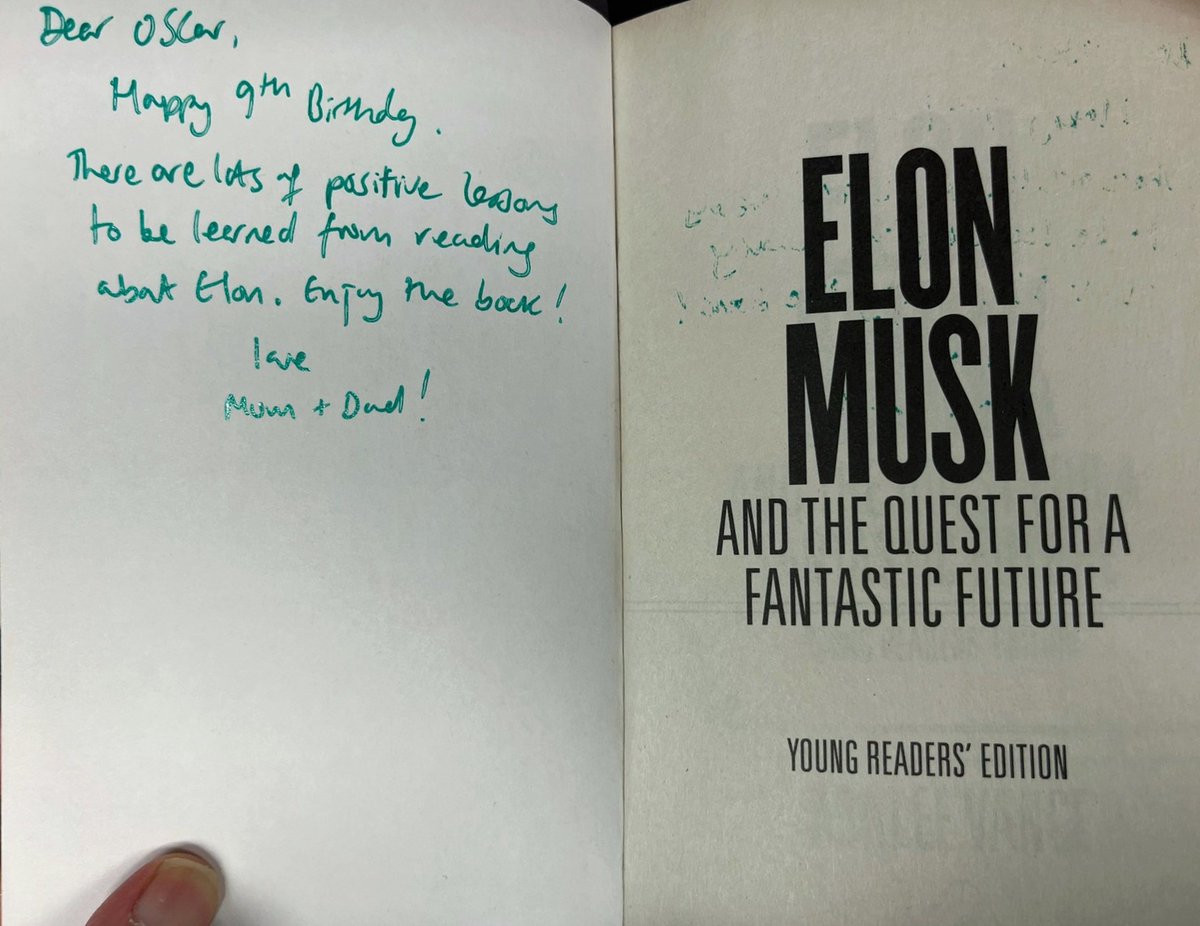 Dear Oscar,
Happy 9th Birthday.
There are lots of positive lessons
to be learned from reading
about Elon. Enjoy the book!
love
Mum + Dad!
ELON
MUSK
AND THE QUEST FOR A
FANTASTIC FUTURE
YOUNG READERS' EDITION